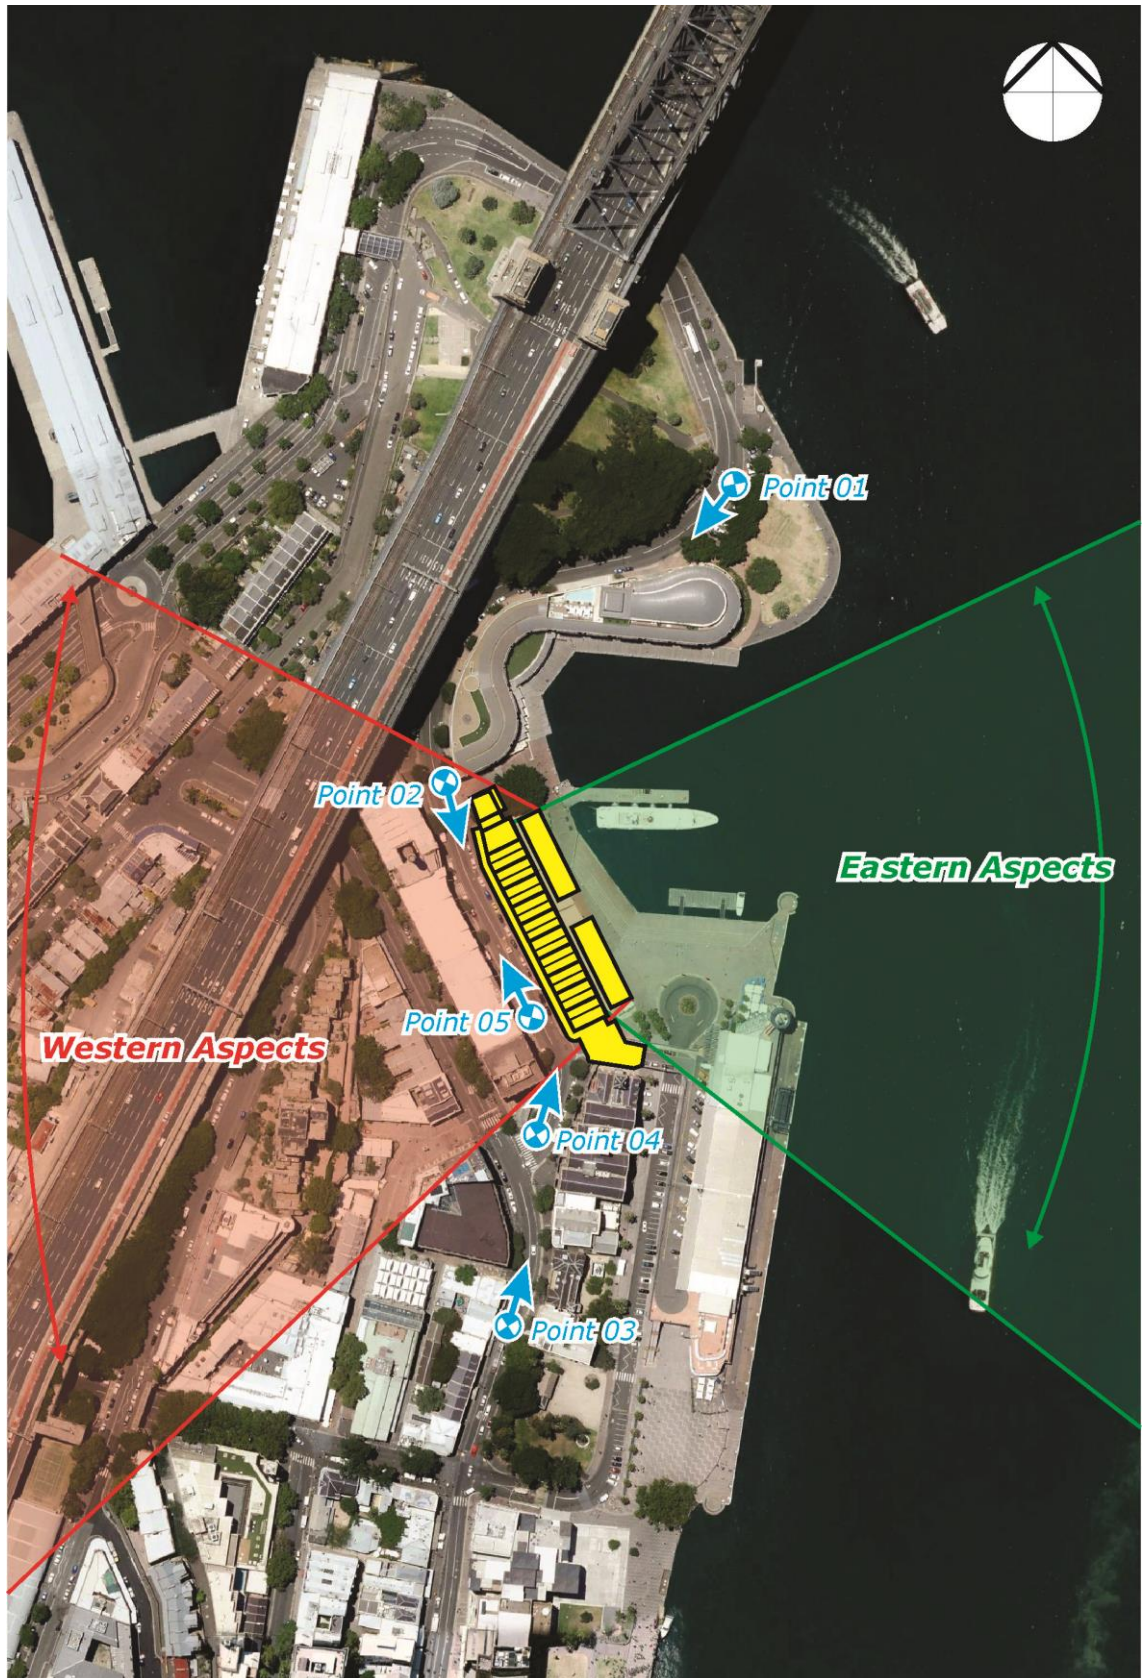 Point 01
Point 02
Eastern Aspects
Point 05
Western Aspects
Point 04
Point 03